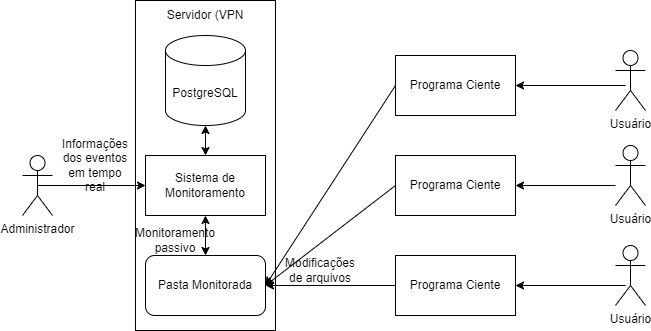 Servidor (VPN
PostgreSQL
Programa Ciente
Usuário
Informações
dos eventos
em tempo
real
Administrador
Sistema de
Monitoramento
Programa Ciente
Usuário
Monitoramento
passivo
Pasta Monitorada
Modificações
de arquivos
Programa Ciente
Usuário